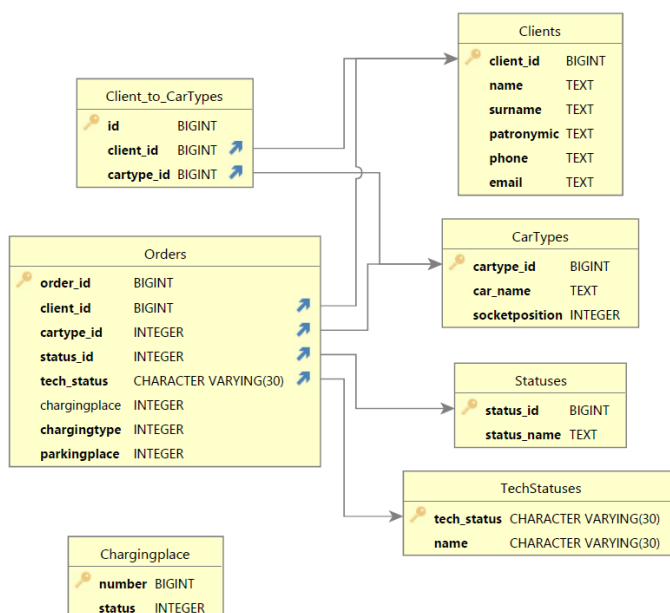 Clients
client_id BIGINT
name TEXT
surname TEXT
patronymic TEXT
phone TEXT
email TEXT
Client_to_CarTypes
id BIGINT
client_id BIGINT
cartype_id BIGINT
CarTypes
cartype_id BIGINT
car_name TEXT
socketposition INTEGER
Orders
order_id BIGINT
client_id BIGINT
cartype_id INTEGER
status_id INTEGER
tech_status CHARACTER VARYING(30)
chargingplace INTEGER
chargingtype INTEGER
parkingplace INTEGER
Statuses
status_id BIGINT
status_name TEXT
TechStatuses
tech_status CHARACTER VARYING(30)
name CHARACTER VARYING(30)
Chargingplace
number BIGINT
status INTEGER